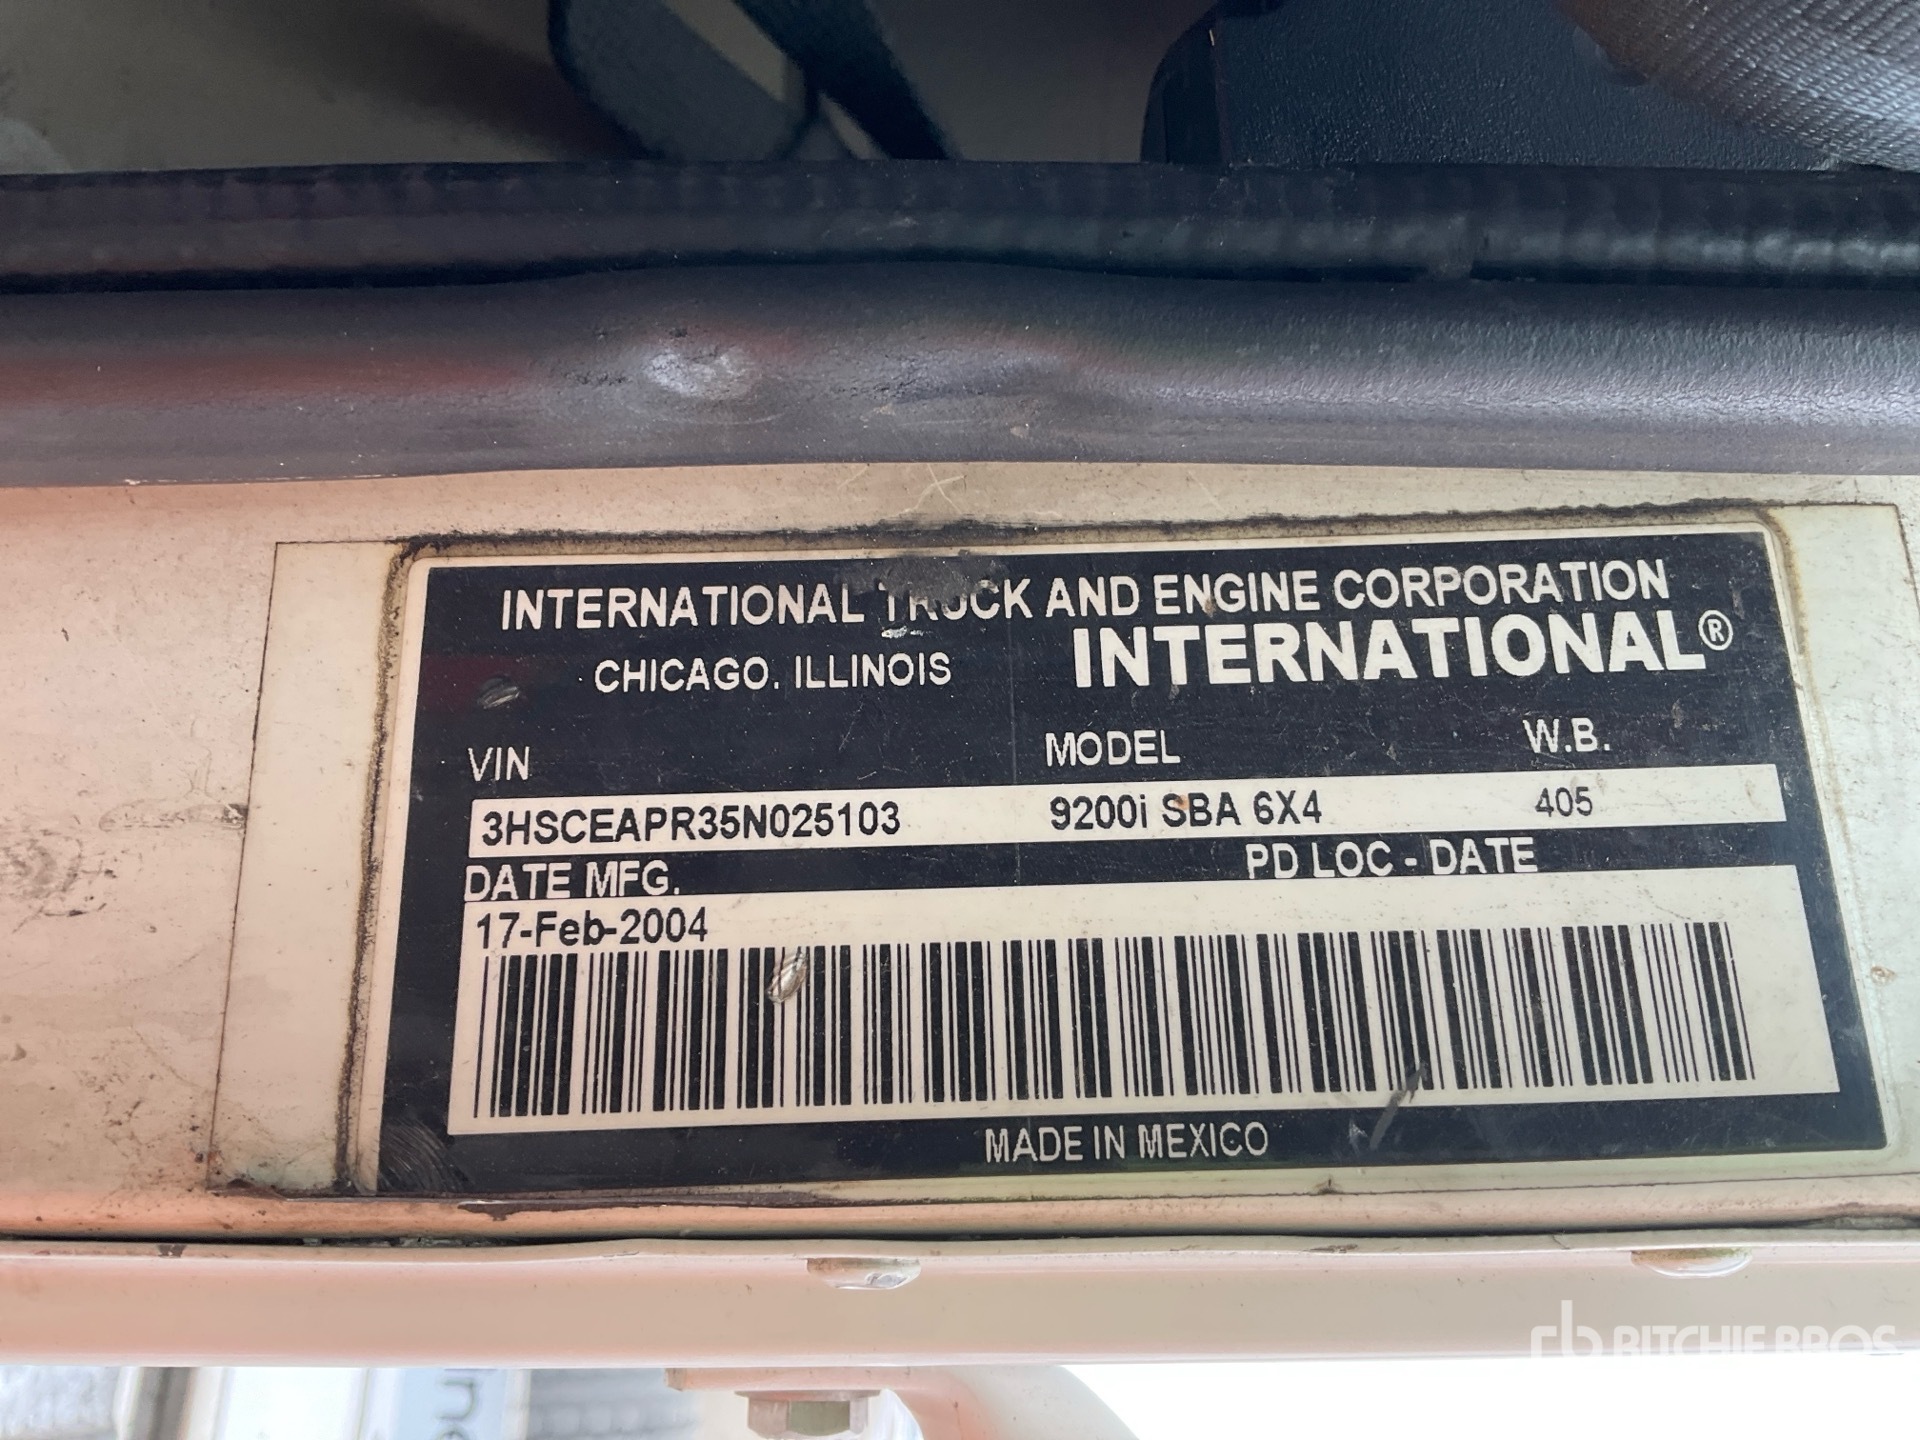 INTERNATIONAL TRUCK AND ENGINE CORPORATION
CHICAGO, ILLINOIS INTERNATIONAL®
VIN MODEL W.B.
3HSCEAPR35N025103 9200i SBA 6X4 405
DATE MFG. PD LOC - DATE
17-Feb-2004
MADE IN MEXICO
rb RITCHIE BROS